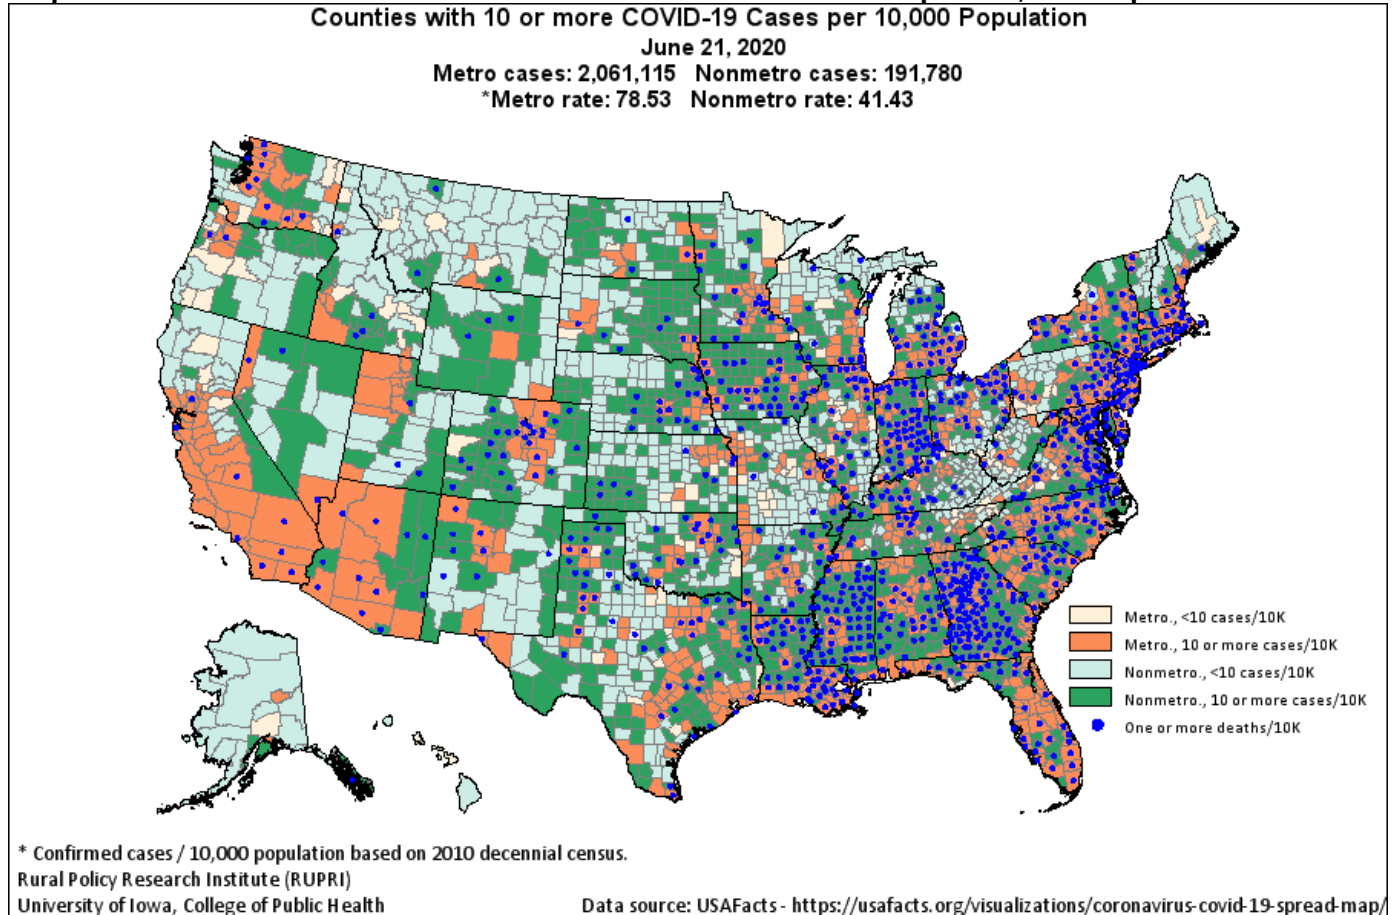 Counties with 10 or more COVID-19 Cases per 10,000 Population
June 21, 2020
Metro cases: 2,061,115 Nonmetro cases: 191,780
*Metro rate: 78.53 Nonmetro rate: 41.43
Metro., <10 cases/10K
Metro., 10 or more cases/10K
Nonmetro., <10 cases/10K
Nonmetro., 10 or more cases/10K
One or more deaths/10K
* Confirmed cases / 10,000 population based on 2010 decennial census.
Rural Policy Research Institute (RUPRI)
University of Iowa, College of Public Health
Data source: USAFacts - https://usafacts.org/visualizations/coronavirus-covid-19-spread-map/